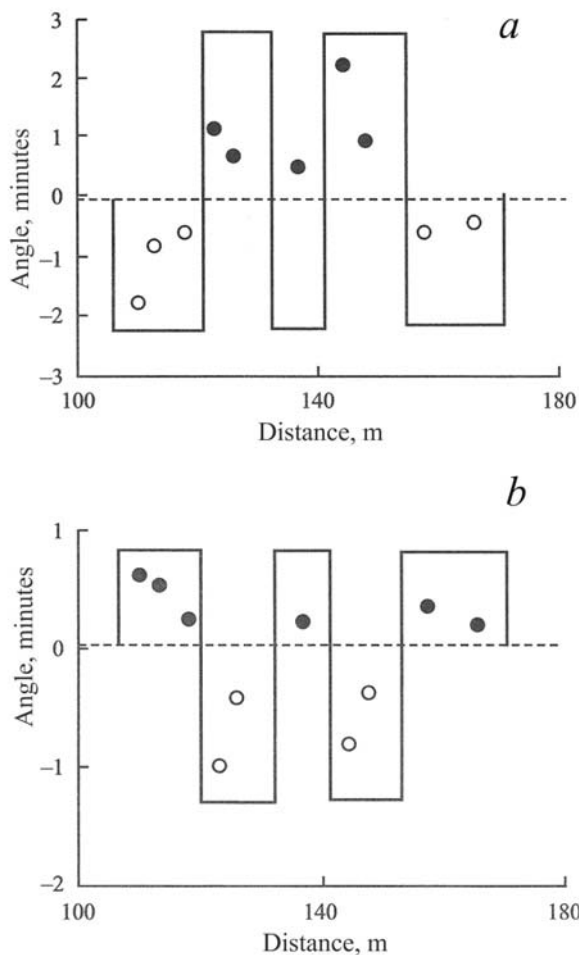 a
3
2
1
0
–1
–2
–3
Angle, minutes
100
140
180
Distance, m
b
1
0
–1
–2
Angle, minutes
100
140
180
Distance, m